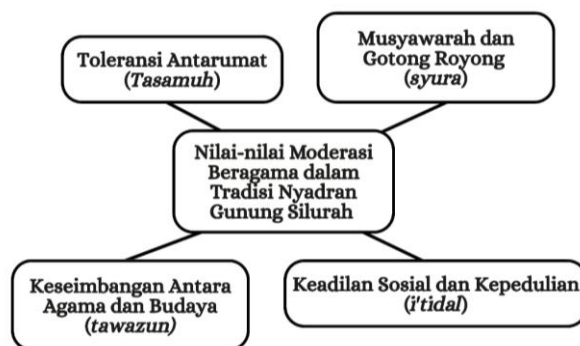 Toleransi Antarumat
(Tasamuh)
Musyawarah dan
Gotong Royong
(syura)
Nilai-nilai Moderasi
Beragama dalam
Tradisi Nyadran
Gunung Silurah
Keseimbangan Antara
Agama dan Budaya
(tawazun)
Keadilan Sosial dan Kepedulian
(i'tidal)